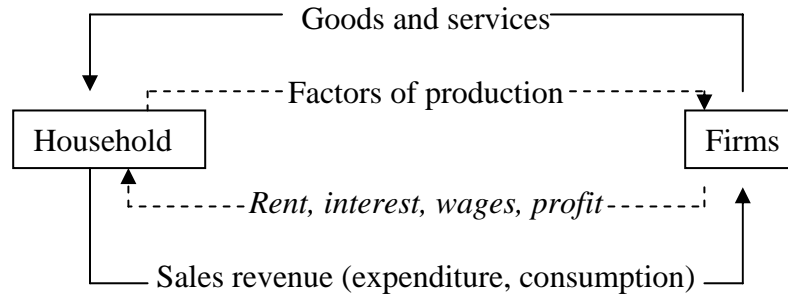 Goods and services
Factors of production
Household
Firms
Rent, interest, wages, profit
Sales revenue (expenditure, consumption)